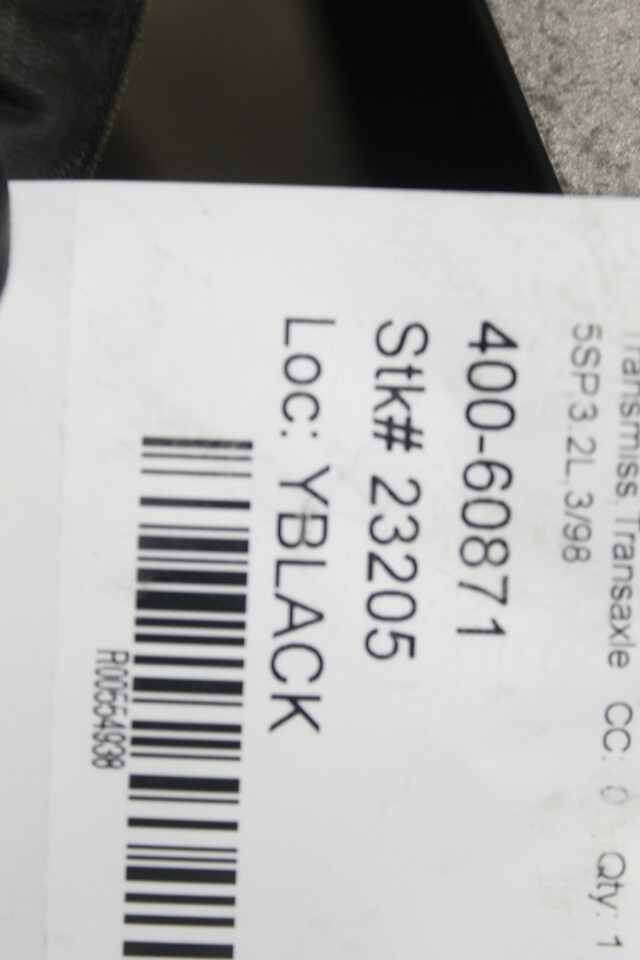 Transmiss, Transaxle CC: 0 Qty: 1
5SP,3.2L,3/98
400-60871
Stk# 23205
Loc: YBLACK
R00554938